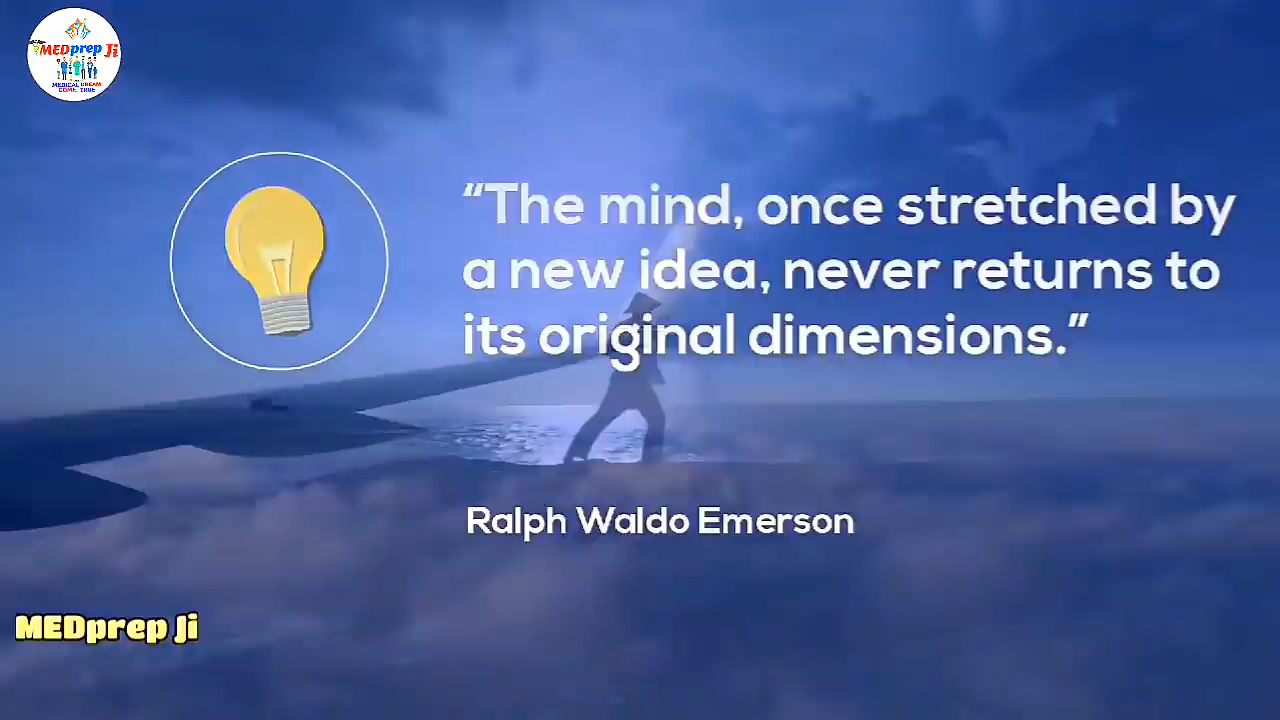 MEDprep Ji
MEDICAL DREAM
COME TRUE
“The mind, once stretched by
a new idea, never returns to
its original dimensions.”
Ralph Waldo Emerson
MEDprep Ji